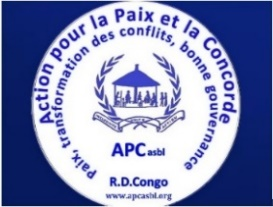 Action pour la Paix et la Concorde
Paix, transformation des conflits, bonne gouvernance
APC asbl
R.D.Congo
www.apcasbl.org